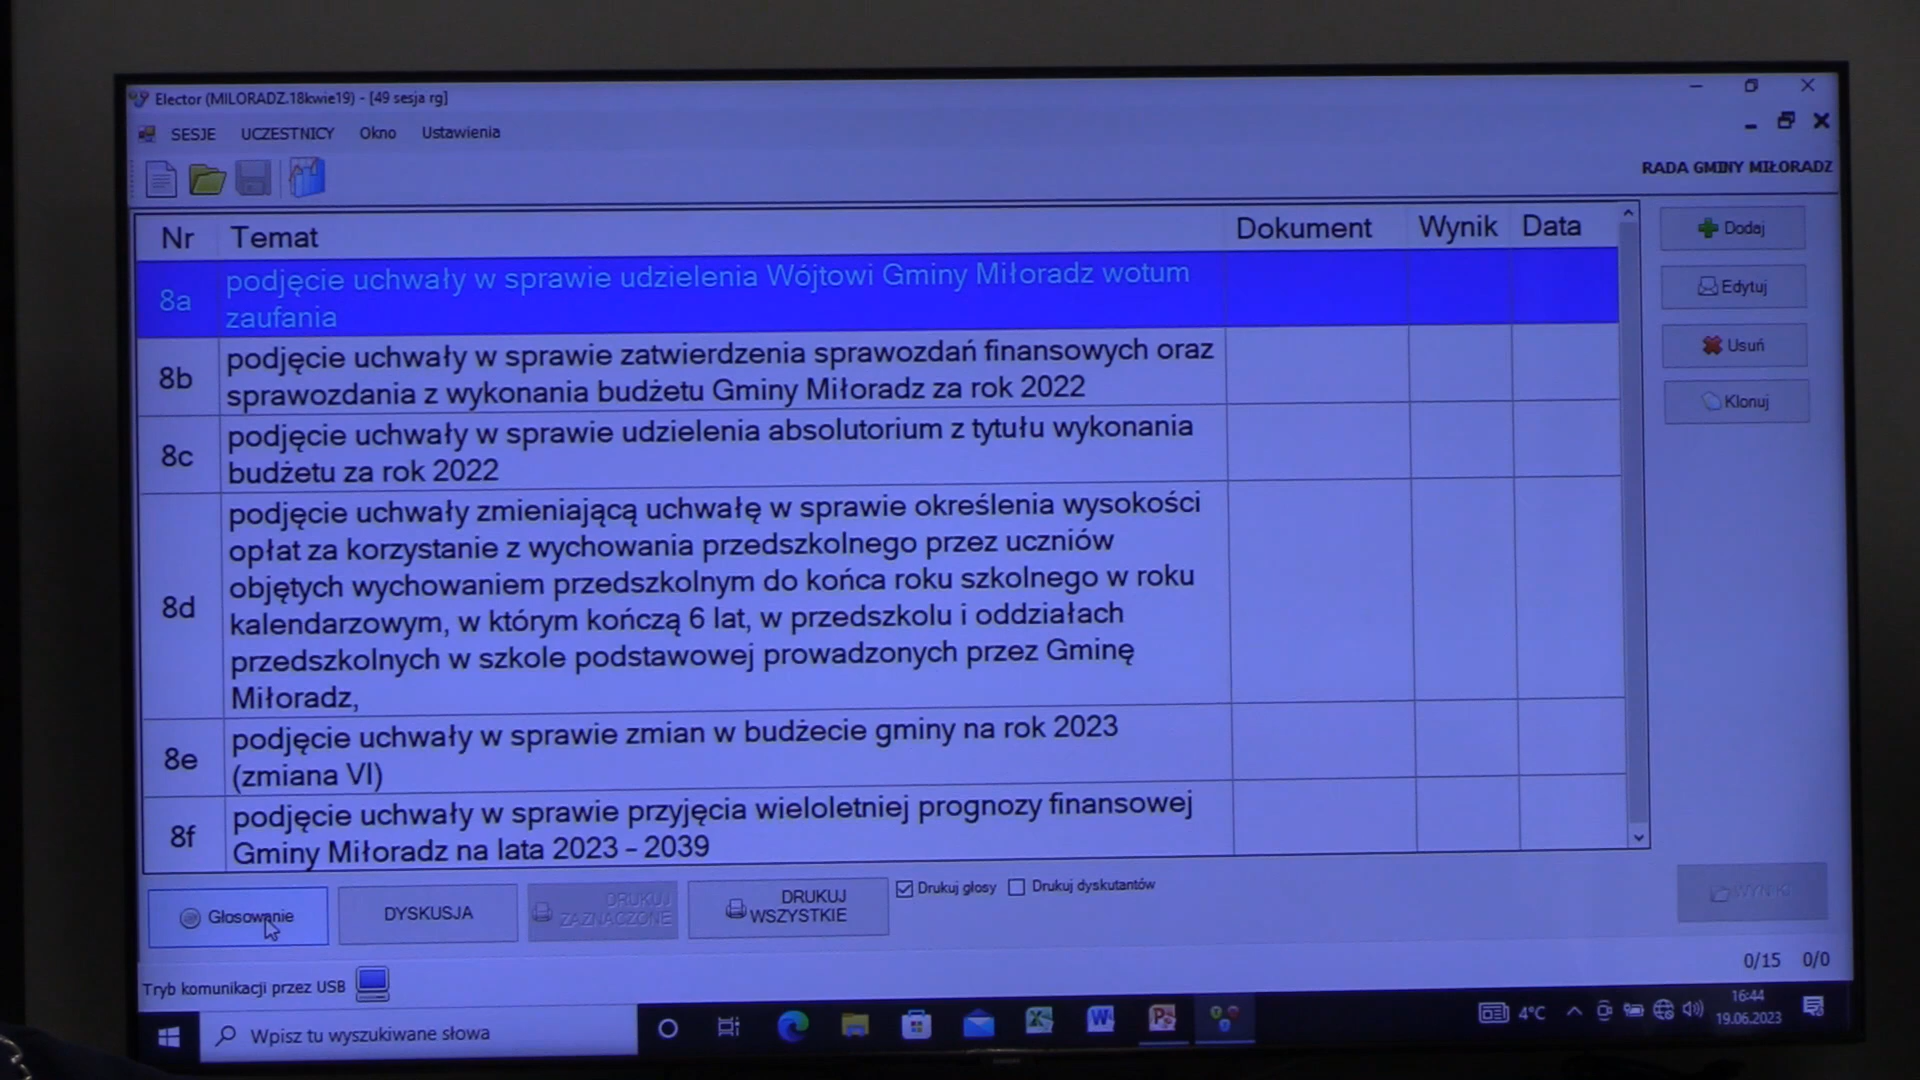 Elector (MILORADZ.18kwie19) - [49 sesja rg]
SESJE UCZESTNICY Okno Ustawienia
RADA GMINY MIŁORADZ
Nr Temat Dokument Wynik Data
8a podjęcie uchwały w sprawie udzielenia Wójtowi Gminy Miłoradz wotum
zaufania
8b podjęcie uchwały w sprawie zatwierdzenia sprawozdań finansowych oraz
sprawozdania z wykonania budżetu Gminy Miłoradz za rok 2022
8c podjęcie uchwały w sprawie udzielenia absolutorium z tytułu wykonania
budżetu za rok 2022
8d podjęcie uchwały zmieniającą uchwałę w sprawie określenia wysokości
opłat za korzystanie z wychowania przedszkolnego przez uczniów
objętych wychowaniem przedszkolnym do końca roku szkolnego w roku
kalendarzowym, w którym kończą 6 lat, w przedszkolu i oddziałach
przedszkolnych w szkole podstawowej prowadzonych przez Gminę
Miłoradz,
8e podjęcie uchwały w sprawie zmian w budżecie gminy na rok 2023
(zmiana VI)
8f podjęcie uchwały w sprawie przyjęcia wieloletniej prognozy finansowej
Gminy Miłoradz na lata 2023 - 2039
Dodaj
Edytuj
Usuń
Klonuj
Głosowanie
DYSKUSJA
DRUKUJ
ZAZNACZONE
DRUKUJ
WSZYSTKIE
Drukuj głosy
Drukuj dyskutantów
WYNIKI
0/15 0/0
Tryb komunikacji przez USB
Wpisz tu wyszukiwane słowa
4°C
16:44
19.06.2023